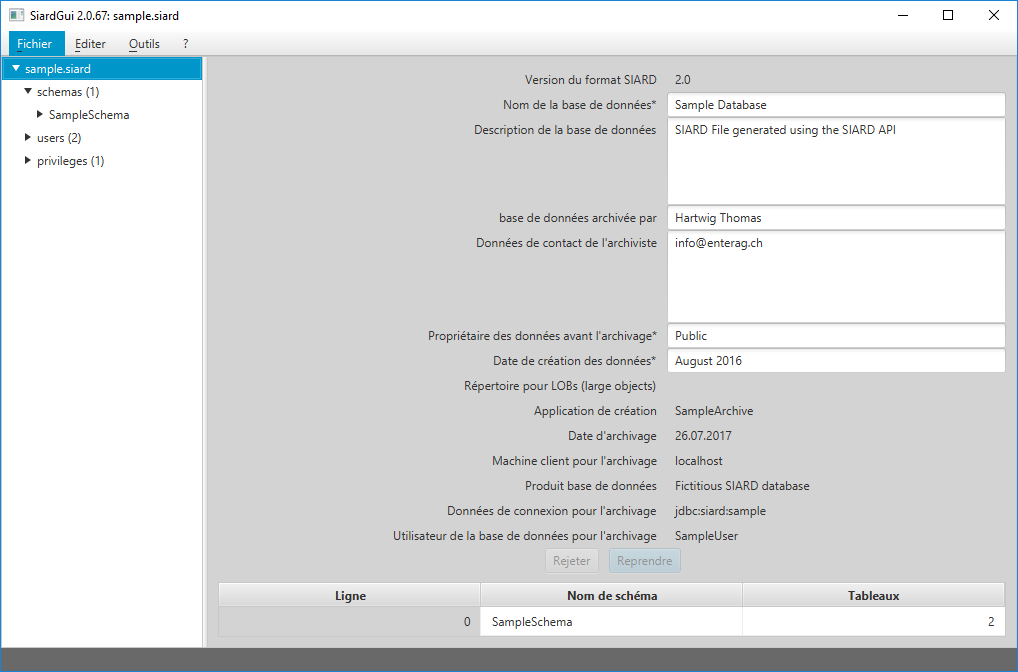 SiardGui 2.0.67: sample.siard
Fichier Editer Outils ?
sample.siard
schemas (1)
SampleSchema
users (2)
privileges (1)
Version du format SIARD 2.0
Nom de la base de données* Sample Database
Description de la base de données SIARD File generated using the SIARD API
base de données archivée par Hartwig Thomas
Données de contact de l'archiviste info@enterag.ch
Propriétaire des données avant l'archivage* Public
Date de création des données* August 2016
Répertoire pour LOBs (large objects)
Application de création SampleArchive
Date d'archivage 26.07.2017
Machine client pour l'archivage localhost
Produit base de données Fictitious SIARD database
Données de connexion pour l'archivage jdbc:siard:sample
Utilisateur de la base de données pour l'archivage SampleUser
Rejeter Reprendre
Ligne Nom de schéma Tableaux
0 SampleSchema 2